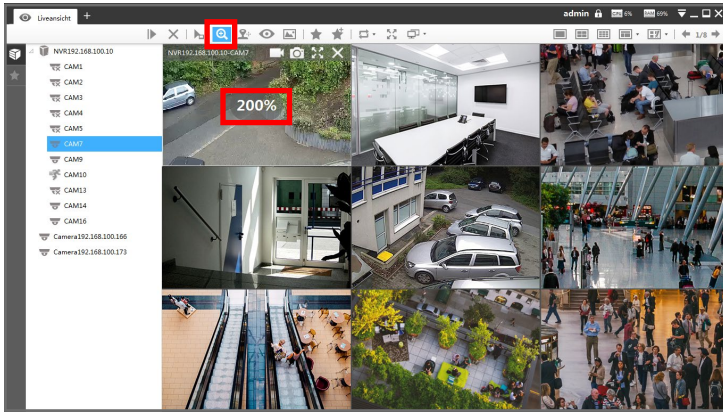 Liveansicht
admin
6%
69%
NVR192.168.100.10
CAM1
CAM2
CAM3
CAM4
CAM5
CAM7
CAM9
CAM10
CAM13
CAM14
CAM16
Camera192.168.100.166
Camera192.168.100.173
NVR192.168.100.10-CAM7
200%
1/8